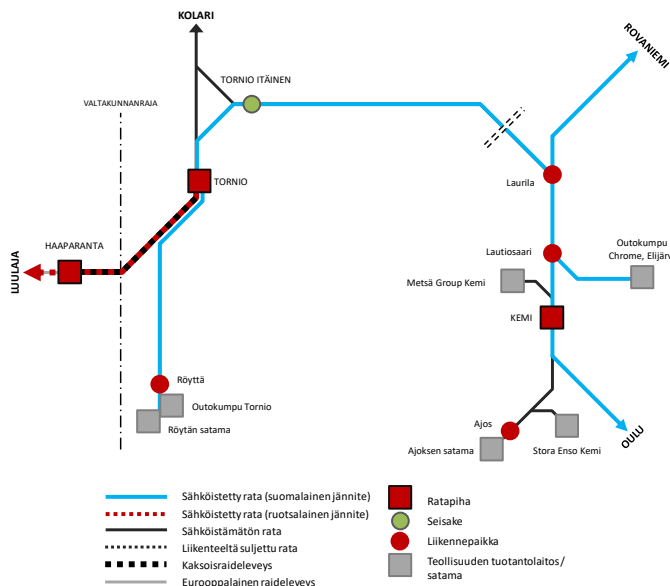 KOLARI
ROVANIEMI
TORNIO ITÄINEN
VALTAKUNNANRAJA
TORNIO
Laurila
HAAPARANTA
LUULAJA
Lautiosaari
Outokumpu
Chrome, Elijärvi
Metsä Group Kemi
KEMI
Röyttä
Outokumpu Tornio
Röytän satama
Ajos
Ajoksen satama
Stora Enso Kemi
OULU
Sähköistetty rata (suomalainen jännite)
Sähköistetty rata (ruotsalainen jännite)
Sähköistämätön rata
Liikenteeltä suljettu rata
Kaksoisraideleveys
Eurooppalainen raideleveys
Ratapiha
Seisake
Liikennepaikka
Teollisuuden tuotantolaitos/
satama